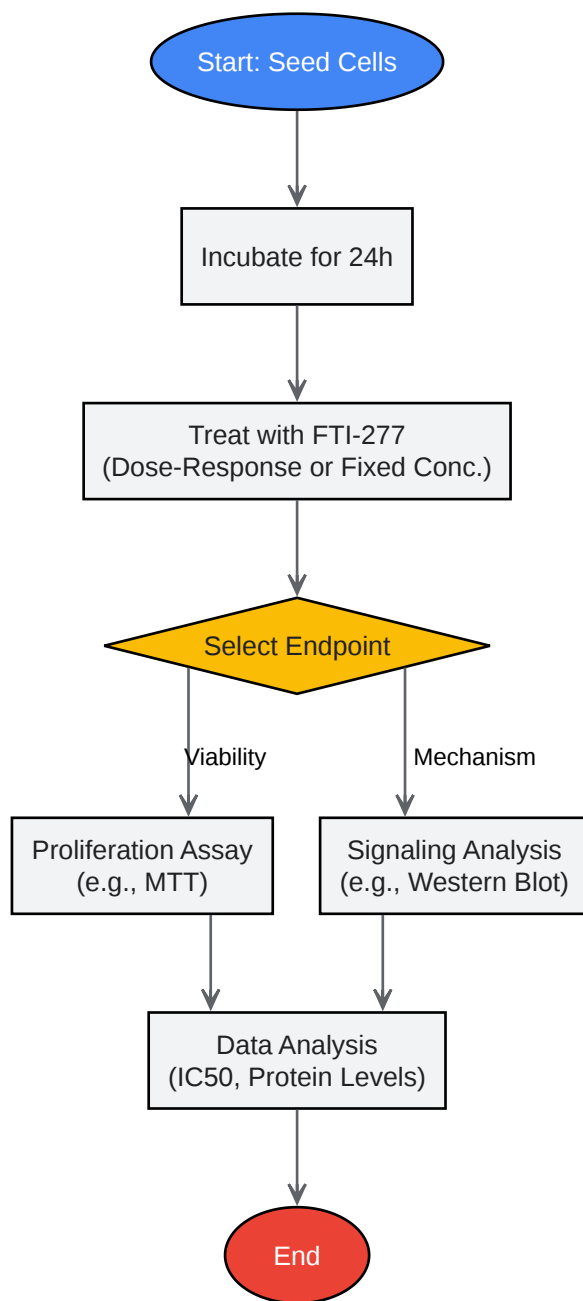 Start: Seed Cells
Incubate for 24h
Treat with FTI-277
(Dose-Response or Fixed Conc.)
Select Endpoint
Viability
Mechanism
Proliferation Assay
(e.g., MTT)
Signaling Analysis
(e.g., Western Blot)
Data Analysis
(IC50, Protein Levels)
End